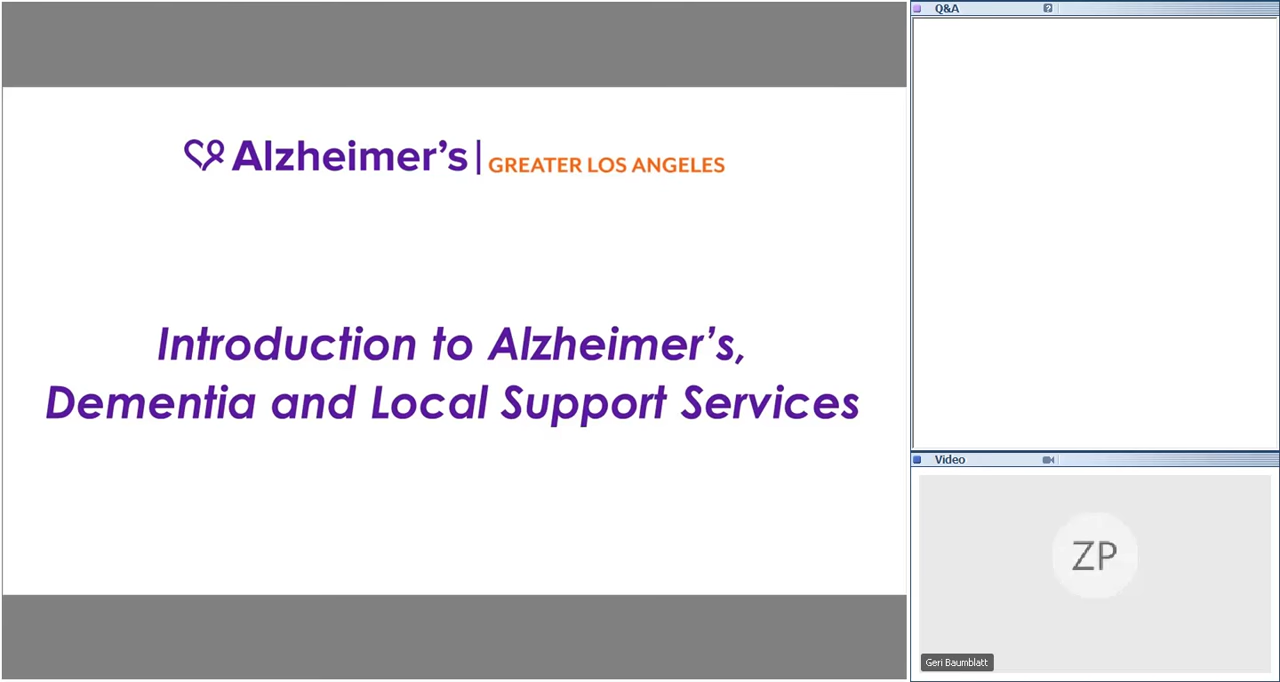 Alzheimer's | GREATER LOS ANGELES
Introduction to Alzheimer's,
Dementia and Local Support Services
Q&A
?
Video
ZP
Geri Baumblatt